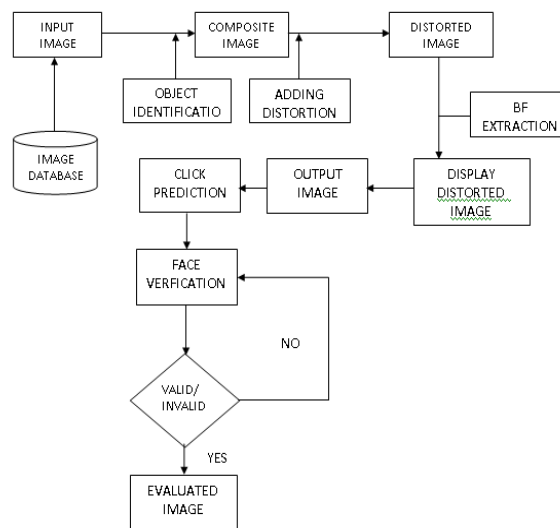 INPUT
IMAGE
COMPOSITE
IMAGE
DISTORTED
IMAGE
OBJECT
IDENTIFICATIO
ADDING
DISTORTION
BF
EXTRACTION
IMAGE
DATABASE
CLICK
PREDICTION
OUTPUT
IMAGE
DISPLAY
DISTORTED
IMAGE
FACE
VERFICATION
NO
VALID/
INVALID
YES
EVALUATED
IMAGE